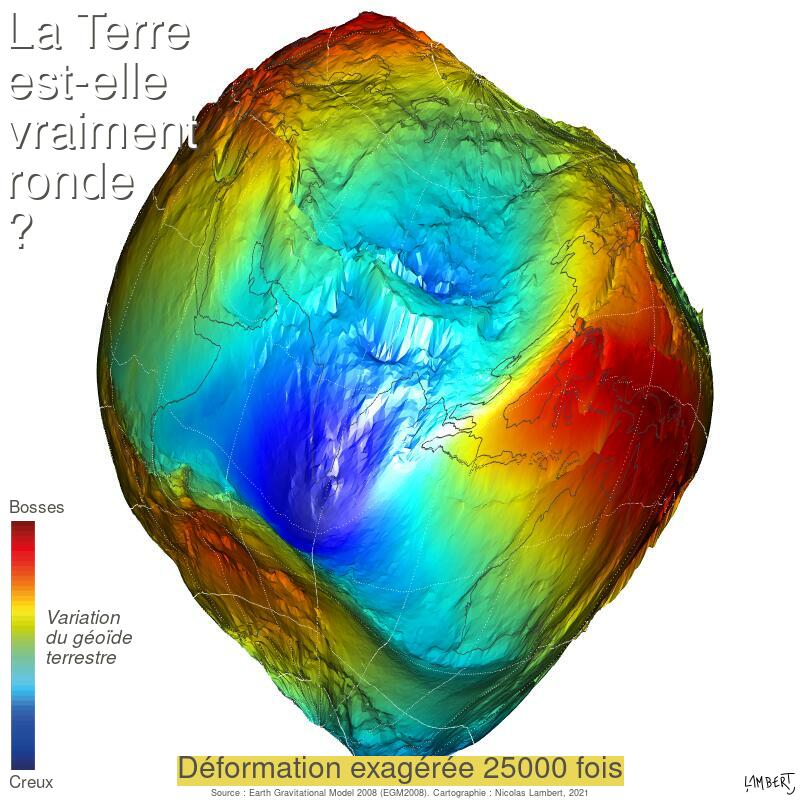 La Terre
est-elle
vraiment
ronde
?
Bosses
Variation
du géoïde
terrestre
Creux
Déformation exagérée 25000 fois
Source : Earth Gravitational Model 2008 (EGM2008). Cartographie : Nicolas Lambert, 2021
LAMBERT